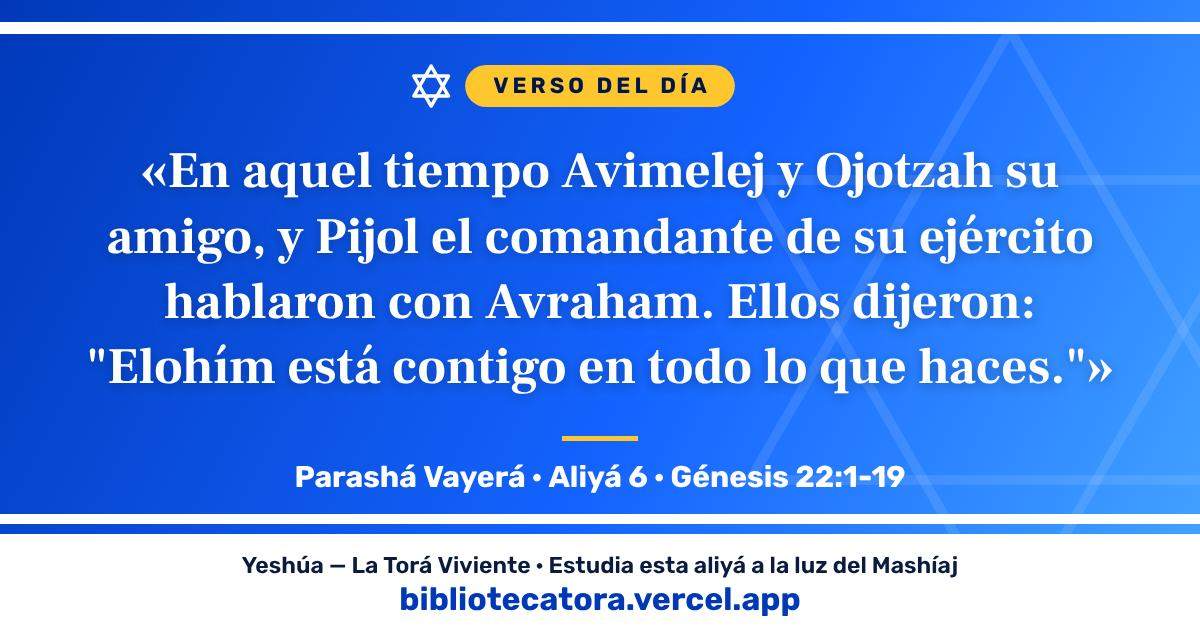 VERSO DEL DÍA
«En aquel tiempo Avimelej y Ojotzah su
amigo, y Pijol el comandante de su ejército
hablaron con Avraham. Ellos dijeron:
"Elohím está contigo en todo lo que haces."»
Parashá Vayerá • Aliyá 6 • Génesis 22:1-19
Yeshúa — La Torá Viviente • Estudia esta aliyá a la luz del Mashíaj
bibliotecatora.vercel.app